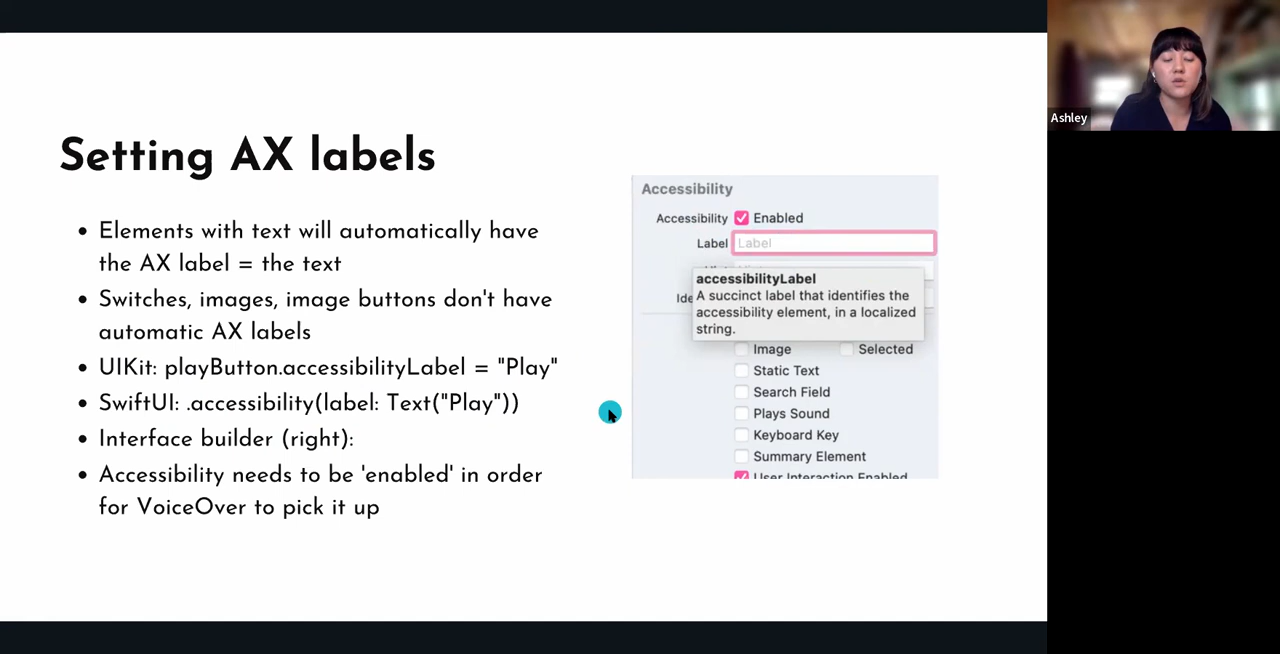 Setting AX labels
Elements with text will automatically have
the AX label = the text
Switches, images, image buttons don't have
automatic AX labels
UIKit: playButton.accessibilityLabel = "Play"
SwiftUI: .accessibility(label: Text("Play"))
Interface builder (right):
Accessibility needs to be 'enabled' in order
for VoiceOver to pick it up
Accessibility
Accessibility Enabled
Label Label
accessibilityLabel
A succinct label that identifies the
accessibility element, in a localized
string.
Image Selected
Static Text
Search Field
Plays Sound
Keyboard Key
Summary Element
User Interaction Enabled
Ashley